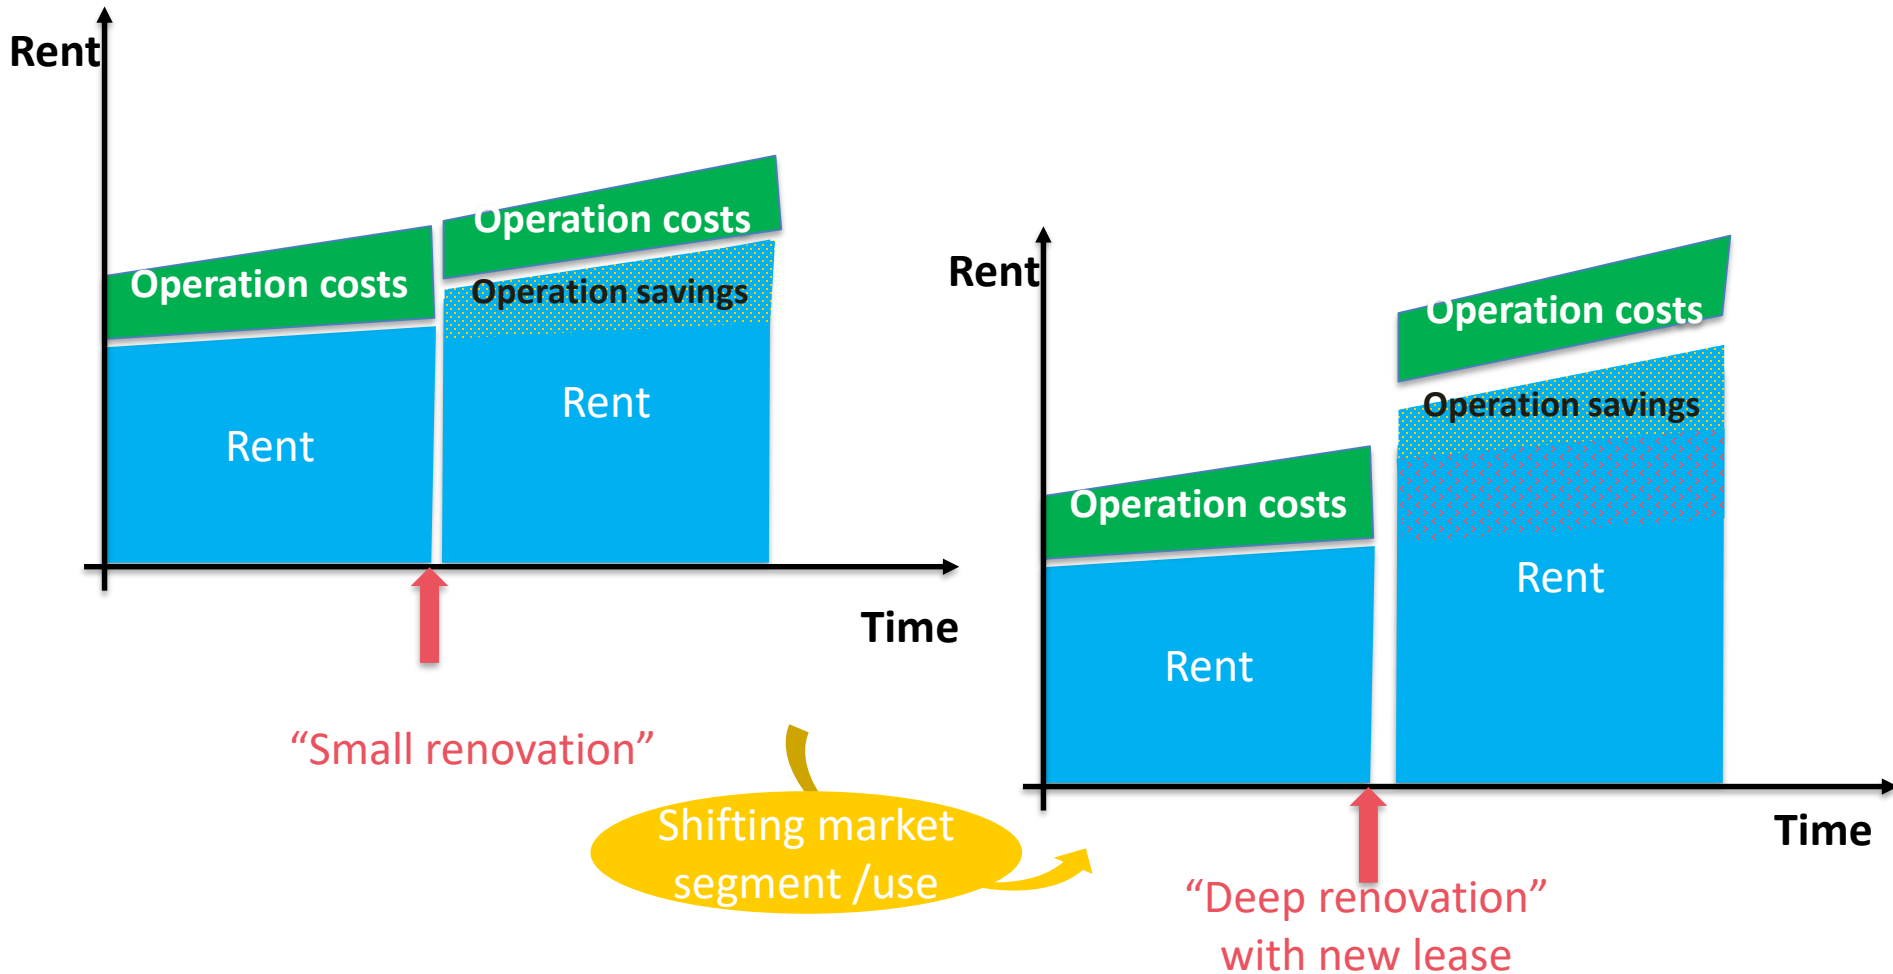 Rent
Operation costs
Operation costs
Operation savings
Rent
Rent
Time
“Small renovation”
Shifting market
segment /use
Rent
Operation costs
Operation savings
Operation costs
Rent
Rent
Time
“Deep renovation”
with new lease